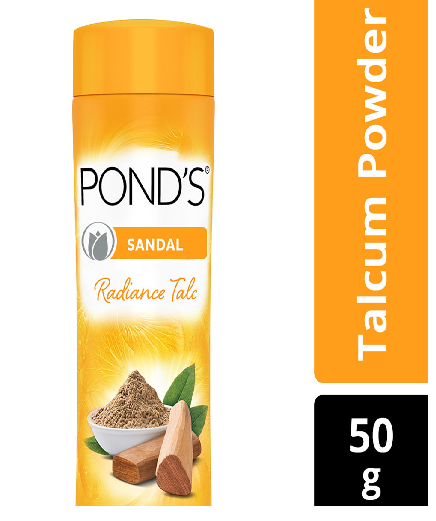 POND'S®
SANDAL
Radiance Talc
Talcum Powder
50
g